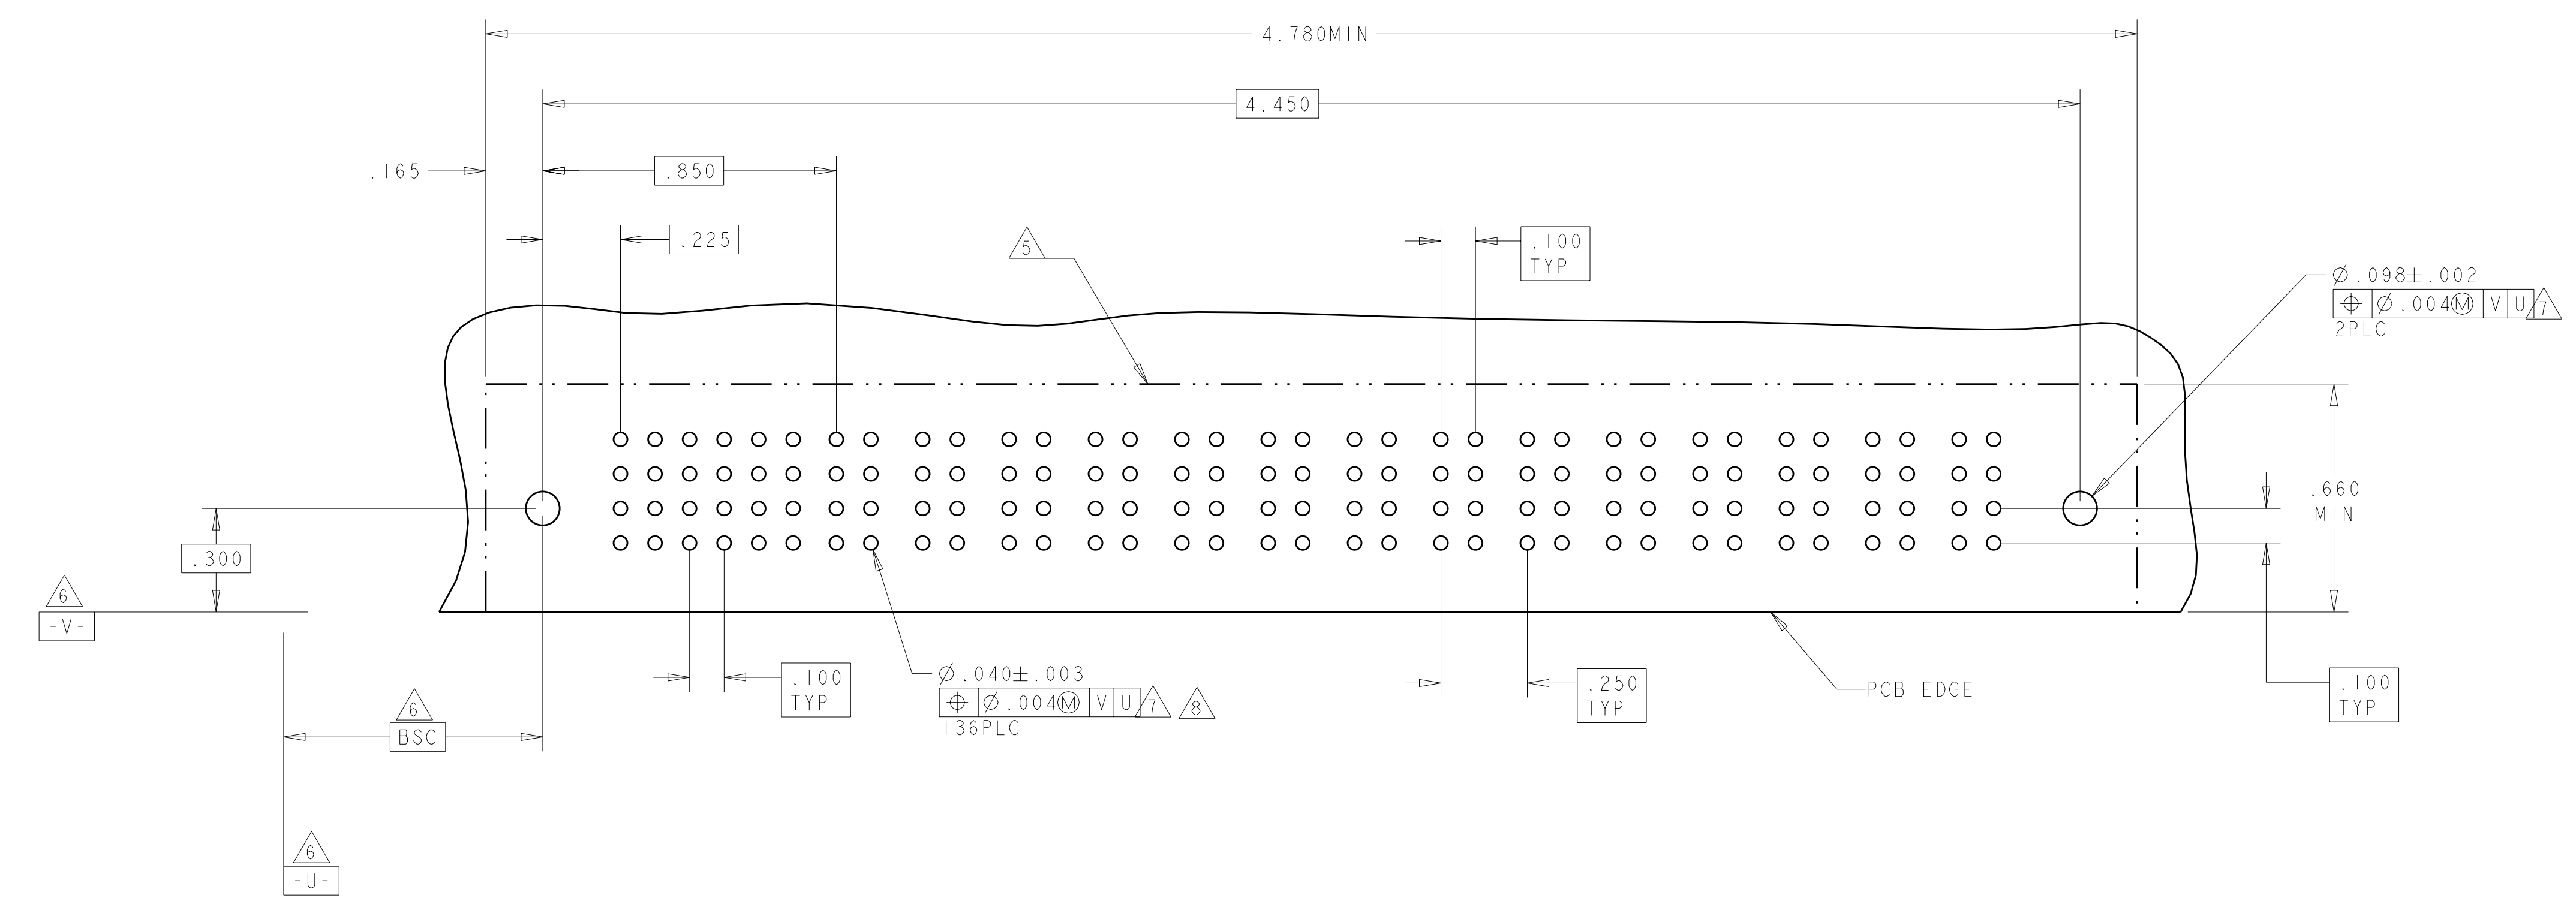 4.780MIN
4.450
.165
.850
.225
5
.100
TYP
Ø.098±.002
⌖ Ø.004Ⓜ V U 7
2PLC
.660
MIN
.300
6
-V-
.100
TYP
Ø.040±.003
⌖ Ø.004Ⓜ V U 7 8
136PLC
.250
TYP
PCB EDGE
.100
TYP
6
BSC
6
-U-